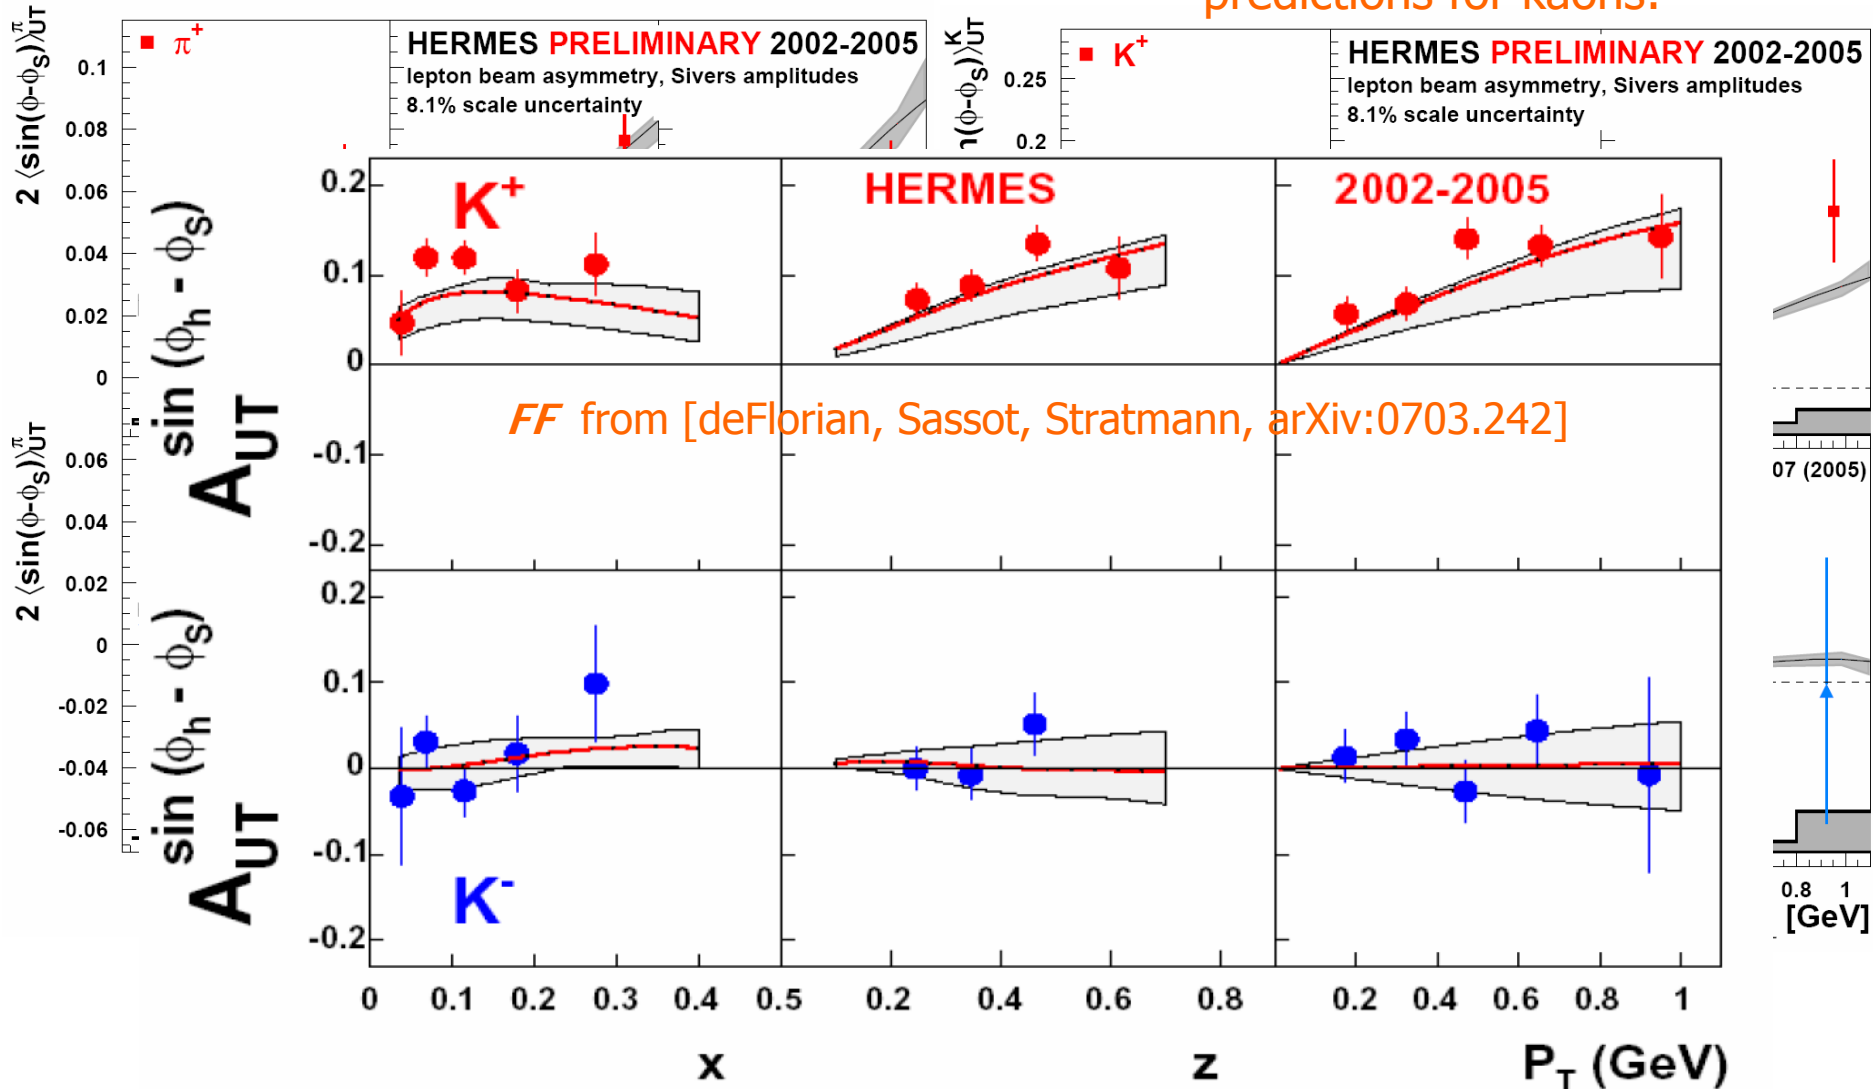 predictions for kaons:
2 ⟨sin(ϕ-ϕS)⟩πUT
π+
HERMES PRELIMINARY 2002-2005
lepton beam asymmetry, Sivers amplitudes
8.1% scale uncertainty
0.1
0.08
0.06
0.04
0.02
0
2 ⟨sin(ϕ-ϕS)⟩πUT
0.06
0.04
0.02
0
-0.02
-0.04
-0.06
(ϕ-ϕS)⟩KUT
K+
HERMES PRELIMINARY 2002-2005
lepton beam asymmetry, Sivers amplitudes
8.1% scale uncertainty
0.25
0.2
AUT sin (ϕh - ϕS)
0.2
0.1
0
-0.1
-0.2
K+
HERMES
2002-2005
FF from [deFlorian, Sassot, Stratmann, arXiv:0703.242]
07 (2005)
AUT sin (ϕh - ϕS)
0.2
0.1
0
-0.1
-0.2
K-
0 0.1 0.2 0.3 0.4 0.5 0.2 0.4 0.6 0.8 0.2 0.4 0.6 0.8 1
x z PT (GeV)
0.8 1
[GeV]